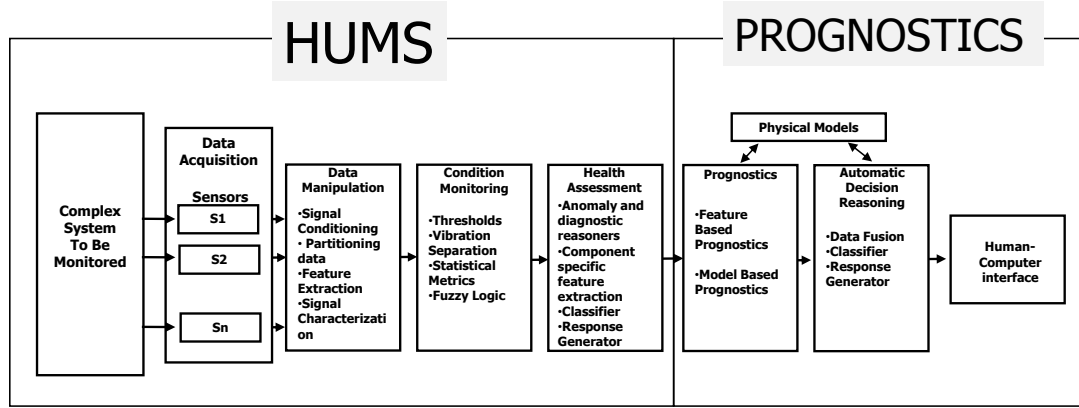 HUMS
PROGNOSTICS
Complex
System
To Be
Monitored
Data
Acquisition
Sensors
S1
S2
Sn
Data
Manipulation
•Signal
Conditioning
• Partitioning
data
•Feature
Extraction
•Signal
Characterizati
on
Condition
Monitoring
•Thresholds
•Vibration
Separation
•Statistical
Metrics
•Fuzzy Logic
Health
Assessment
•Anomaly and
diagnostic
reasoners
•Component
specific
feature
extraction
•Classifier
•Response
Generator
Physical Models
Prognostics
•Feature
Based
Prognostics
•Model Based
Prognostics
Automatic
Decision
Reasoning
•Data Fusion
•Classifier
•Response
Generator
Human-
Computer
interface